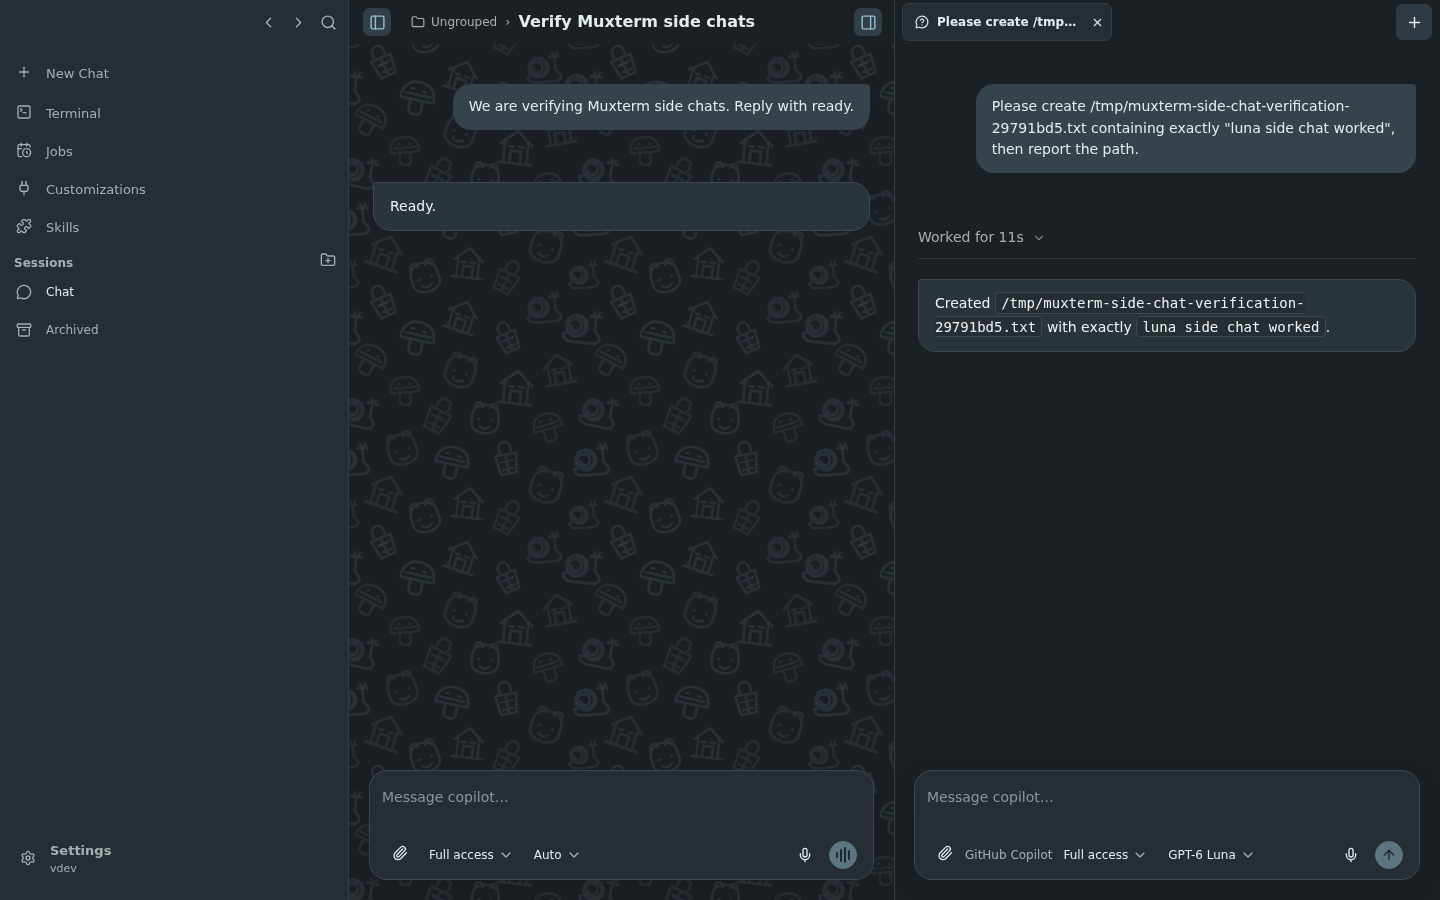 New Chat
Terminal
Jobs
Customizations
Skills
Sessions
Chat
Archived
Settings
vdev
Ungrouped › Verify Muxterm side chats
We are verifying Muxterm side chats. Reply with ready.
Ready.
Message copilot...
Full access
Auto
Please create /tmp...
Please create /tmp/muxterm-side-chat-verification-
29791bd5.txt containing exactly "luna side chat worked",
then report the path.
Worked for 11s
Created /tmp/muxterm-side-chat-verification-
29791bd5.txt with exactly luna side chat worked.
Message copilot...
GitHub Copilot Full access
GPT-6 Luna